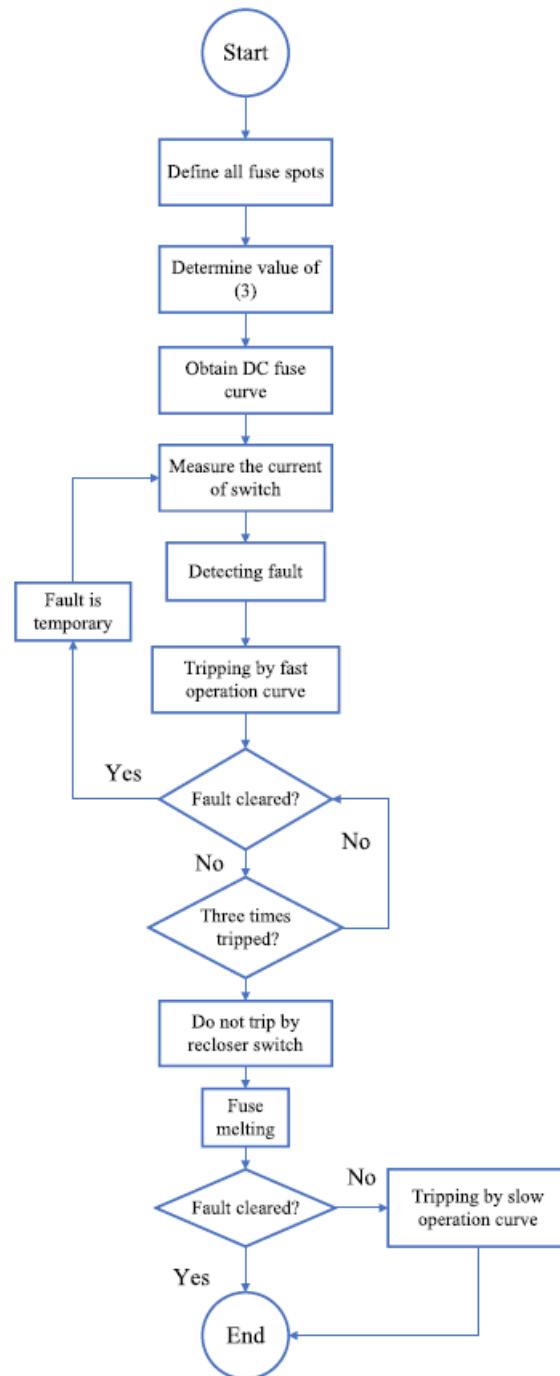 Start
Define all fuse spots
Determine value of
(3)
Obtain DC fuse
curve
Measure the current
of switch
Detecting fault
Fault is
temporary
Tripping by fast
operation curve
Yes
Fault cleared?
No
No
Three times
tripped?
Do not trip by
recloser switch
Fuse
melting
Fault cleared?
No
Tripping by slow
operation curve
Yes
End